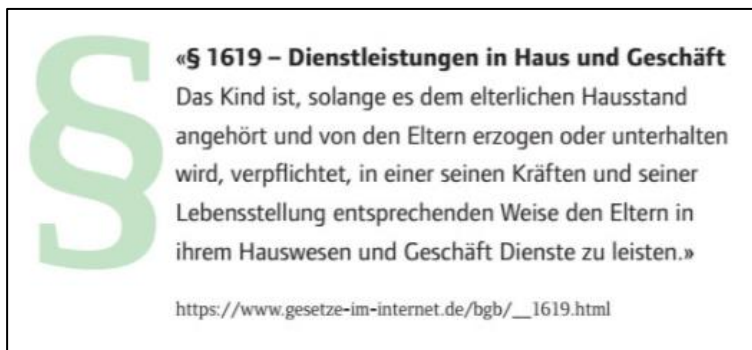 §
«§ 1619 – Dienstleistungen in Haus und Geschäft
Das Kind ist, solange es dem elterlichen Hausstand
angehört und von den Eltern erzogen oder unterhalten
wird, verpflichtet, in einer seinen Kräften und seiner
Lebensstellung entsprechenden Weise den Eltern in
ihrem Hauswesen und Geschäft Dienste zu leisten.»
https://www.gesetze-im-internet.de/bgb/__1619.html